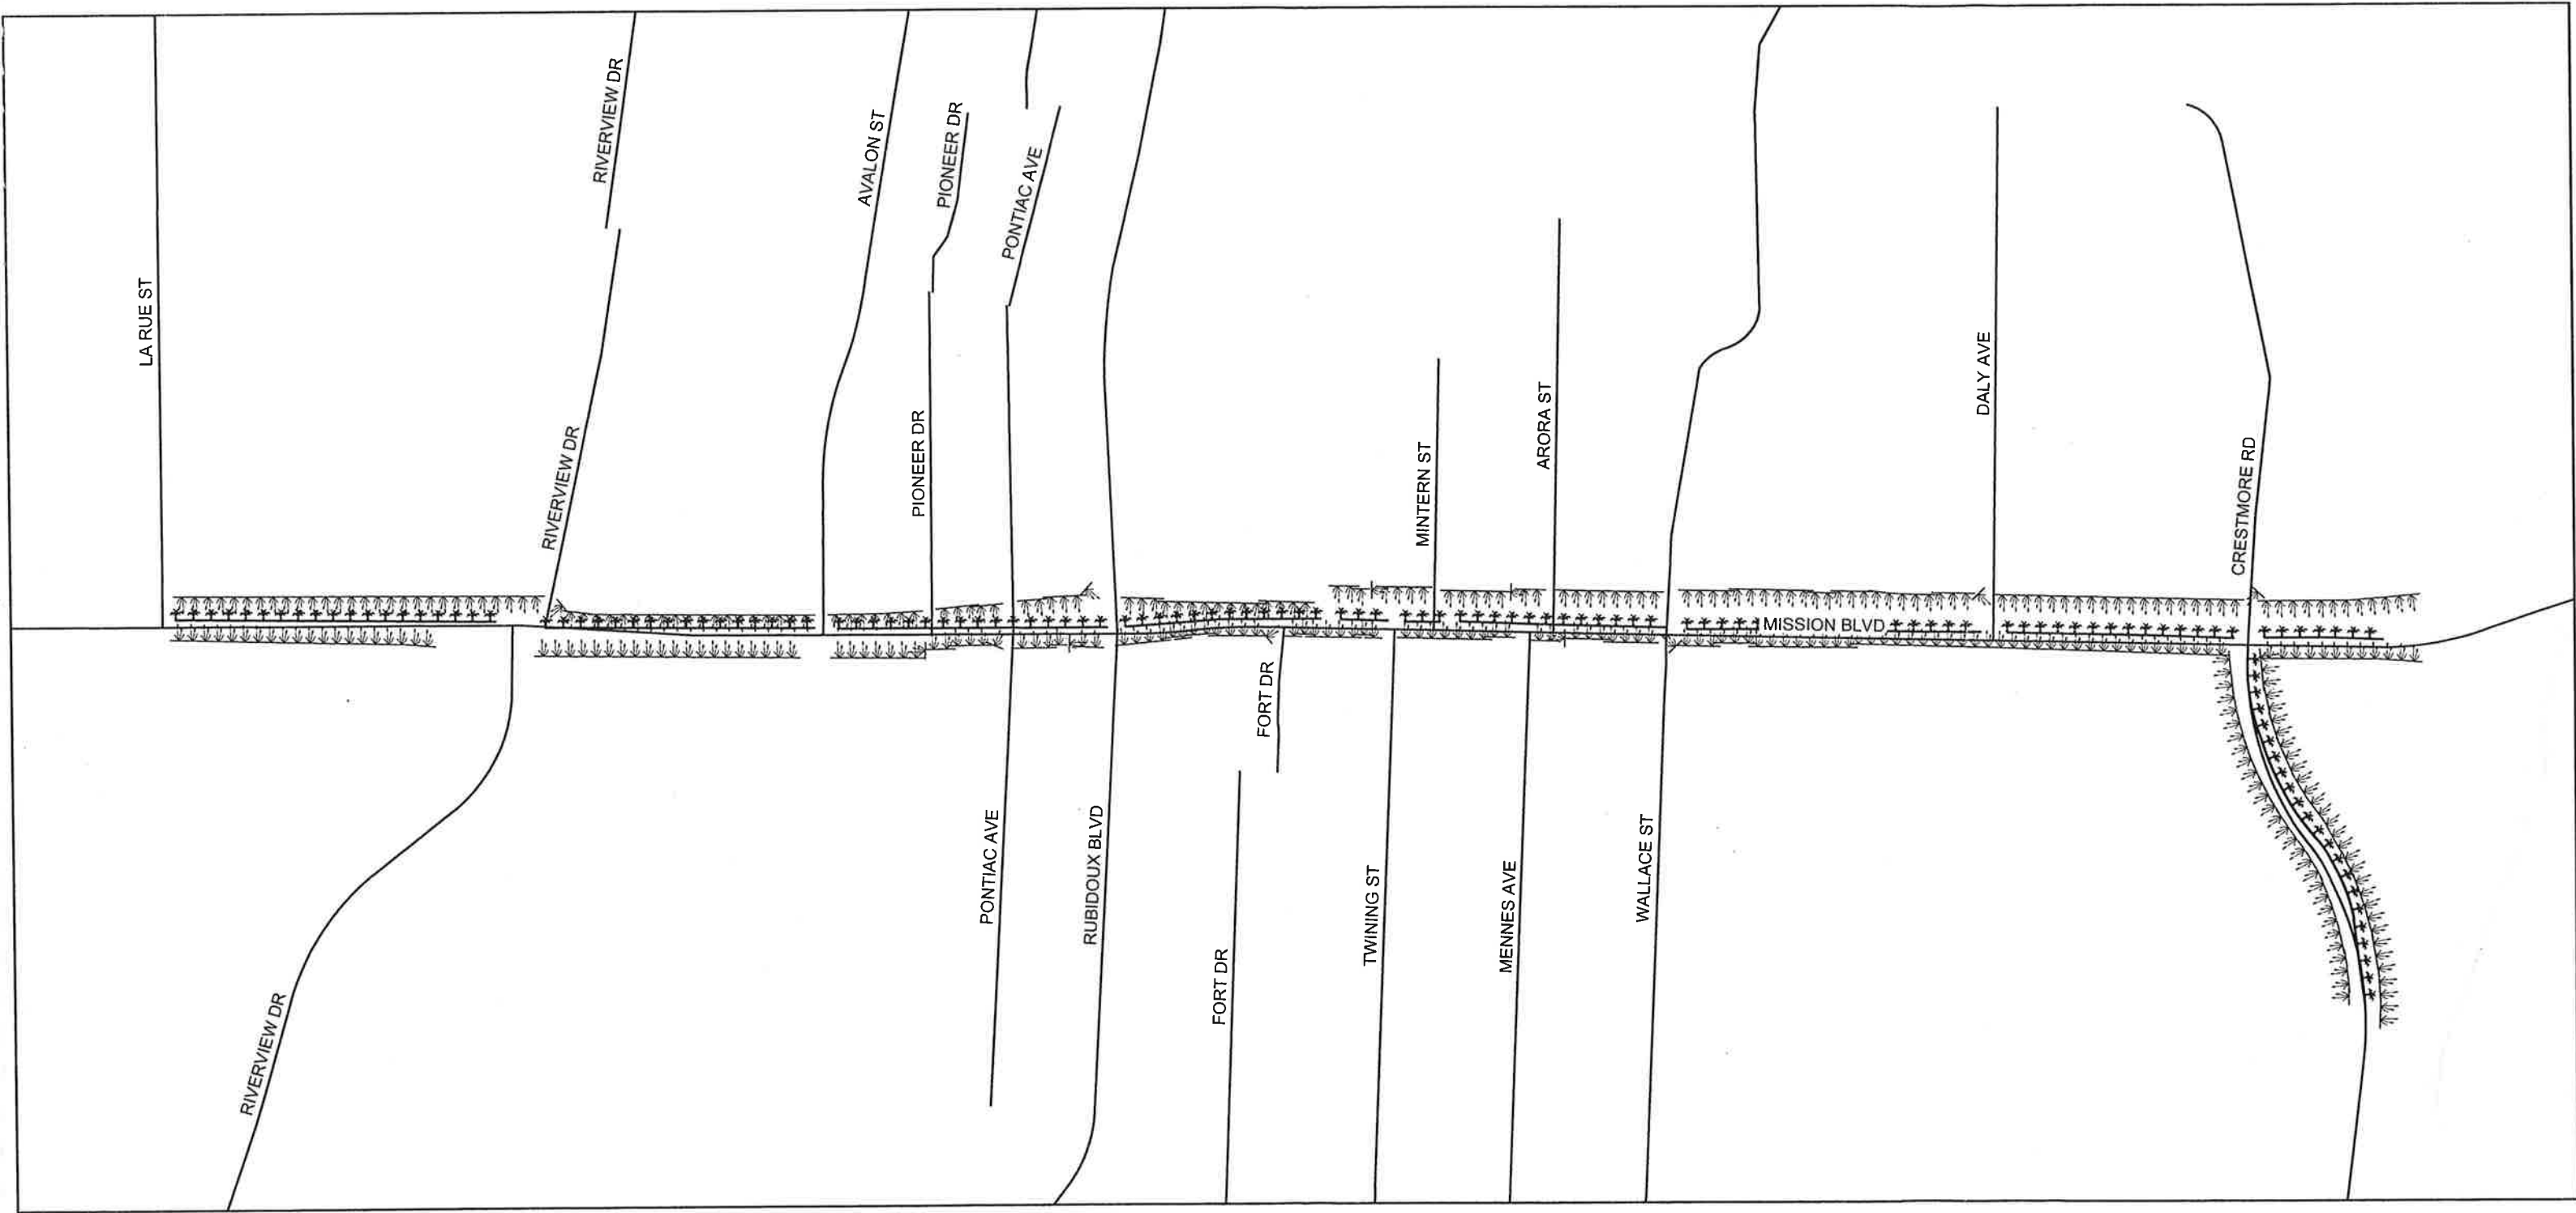 RIVERVIEW DR
AVALON ST
PIONEER DR
PONTIAC AVE
LA RUE ST
RIVERVIEW DR
PIONEER DR
MINTERN ST
ARORA ST
DALY AVE
CRESTMORE RD
MISSION BLVD
FORT DR
PONTIAC AVE
RUBIDOUX BLVD
FORT DR
TWINING ST
MENNES AVE
WALLACE ST
RIVERVIEW DR